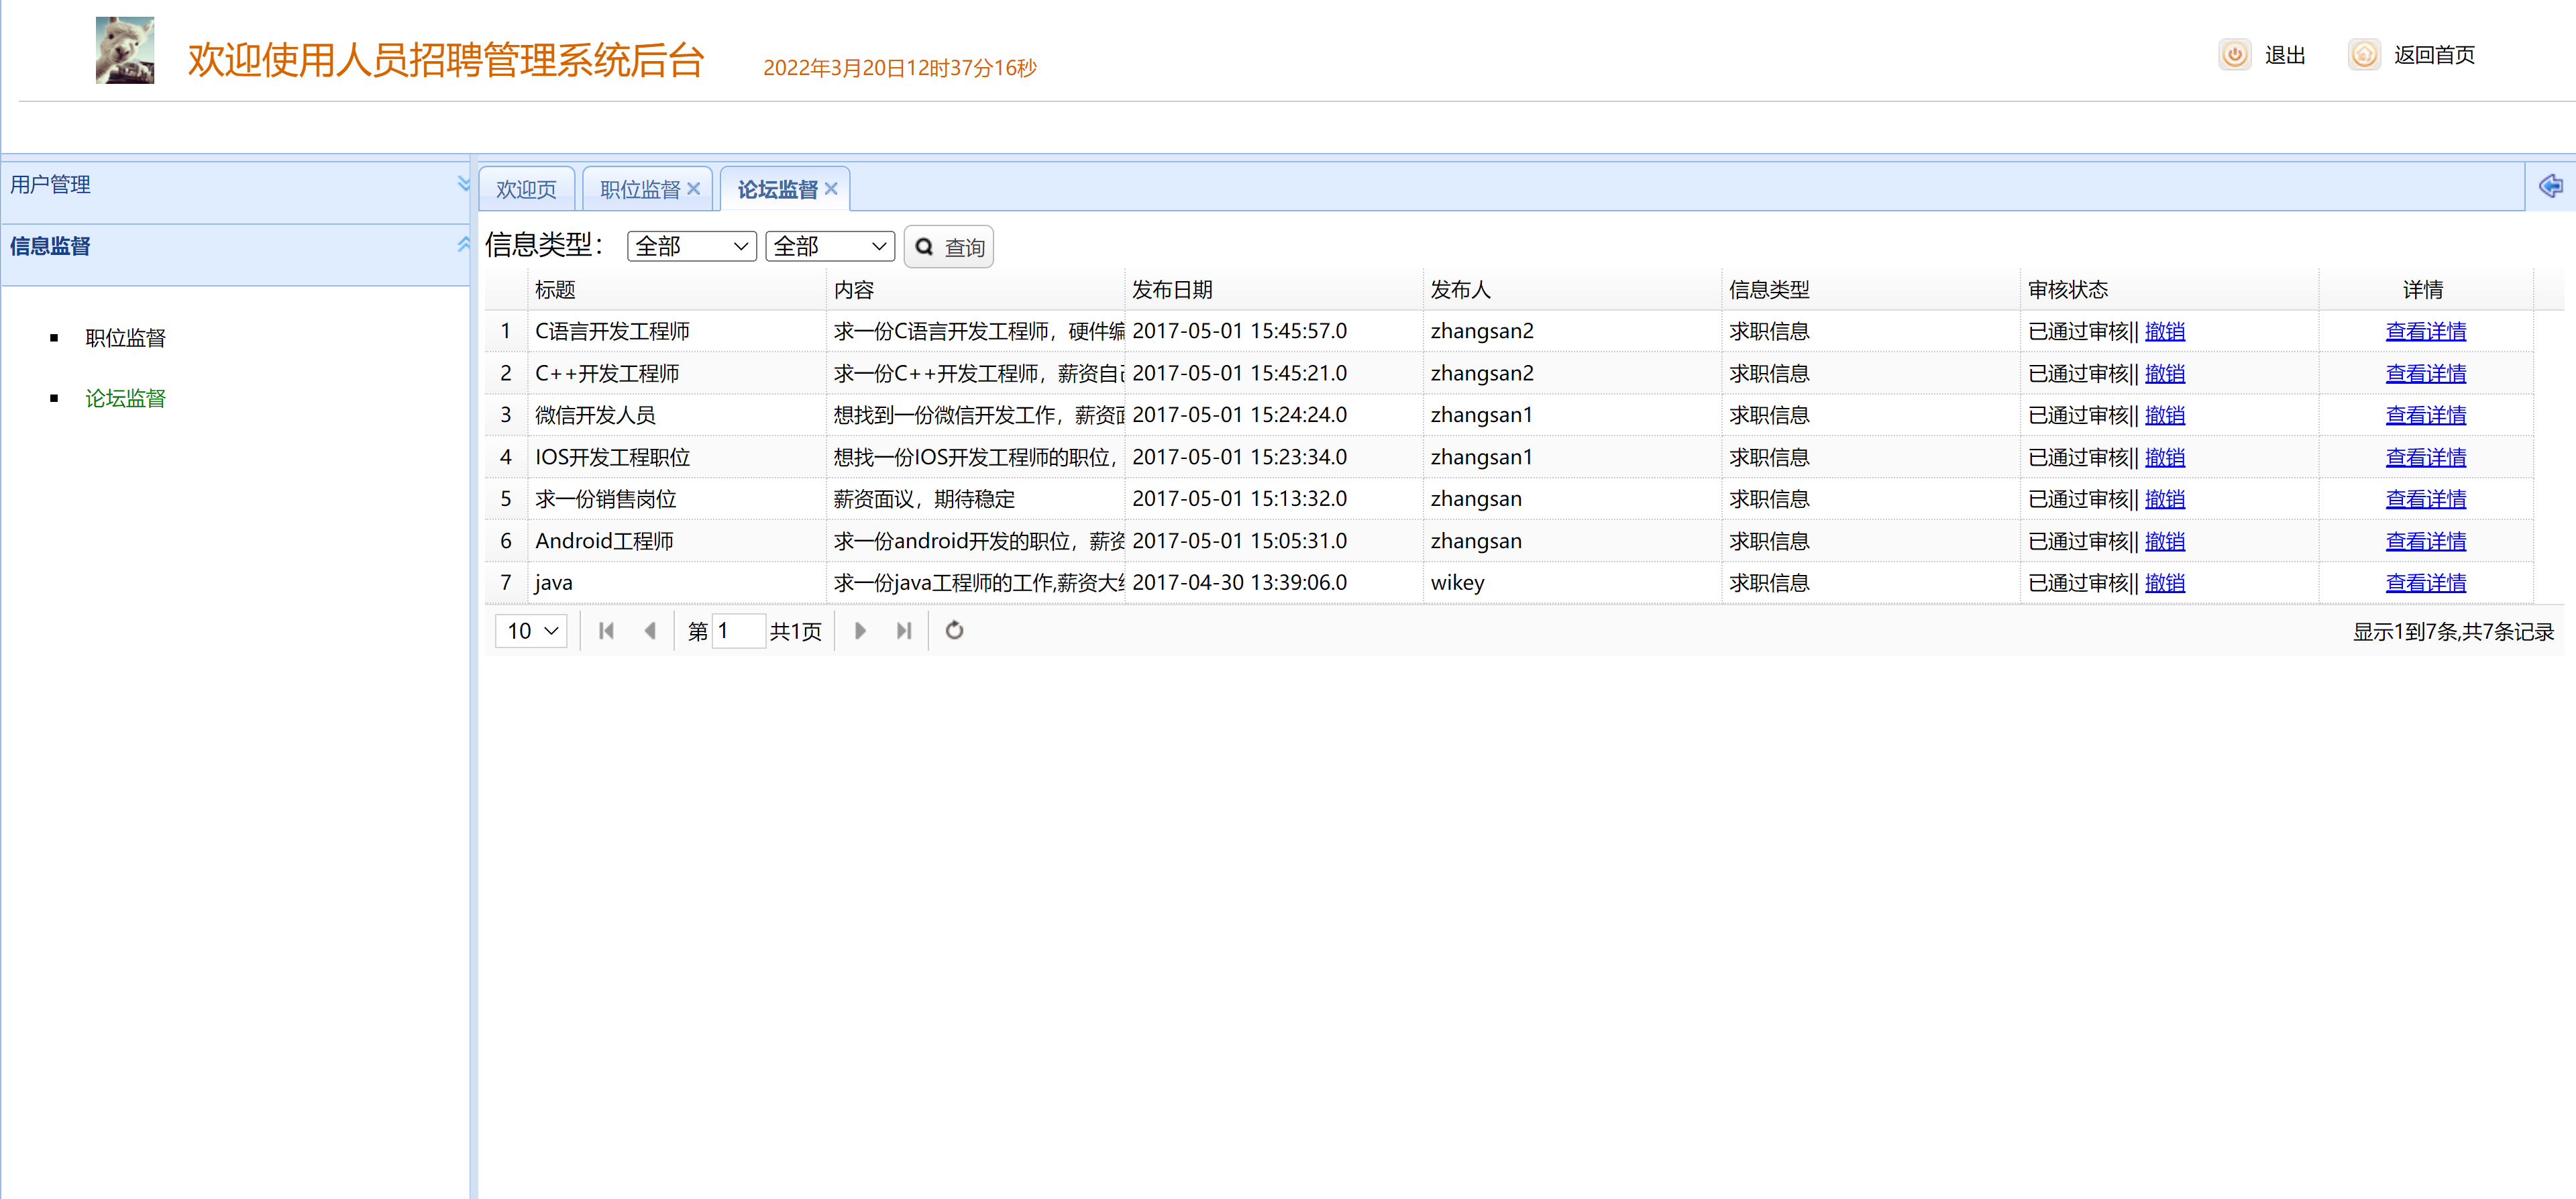 欢迎使用人员招聘管理系统后台 2022年3月20日12时37分16秒 退出 返回首页
用户管理
信息监督
职位监督
论坛监督
欢迎页 职位监督 论坛监督
信息类型： 全部 全部 查询
标题 内容 发布日期 发布人 信息类型 审核状态 详情
1 C语言开发工程师 求一份C语言开发工程师，硬件编 2017-05-01 15:45:57.0 zhangsan2 求职信息 已通过审核|| 撤销 查看详情
2 C++开发工程师 求一份C++开发工程师，薪资自 2017-05-01 15:45:21.0 zhangsan2 求职信息 已通过审核|| 撤销 查看详情
3 微信开发人员 想找到一份微信开发工作，薪资面 2017-05-01 15:24:24.0 zhangsan1 求职信息 已通过审核|| 撤销 查看详情
4 IOS开发工程职位 想找一份IOS开发工程师的职位， 2017-05-01 15:23:34.0 zhangsan1 求职信息 已通过审核|| 撤销 查看详情
5 求一份销售岗位 薪资面议，期待稳定 2017-05-01 15:13:32.0 zhangsan 求职信息 已通过审核|| 撤销 查看详情
6 Android工程师 求一份android开发的职位，薪资 2017-05-01 15:05:31.0 zhangsan 求职信息 已通过审核|| 撤销 查看详情
7 java 求一份java工程师的工作,薪资大约 2017-04-30 13:39:06.0 wikey 求职信息 已通过审核|| 撤销 查看详情
10 第 1 共1页 显示1到7条,共7条记录